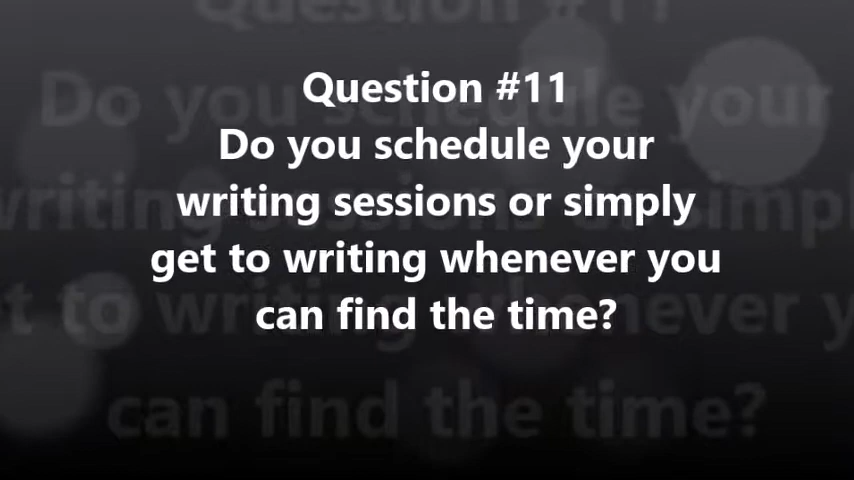 Question #11
Do you schedule your
writing sessions or simply
get to writing whenever you
can find the time?